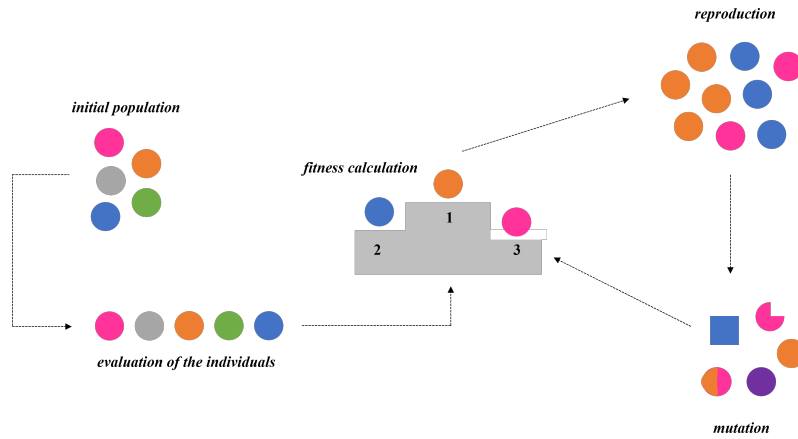 reproduction
initial population
fitness calculation
1
2
3
evaluation of the individuals
mutation